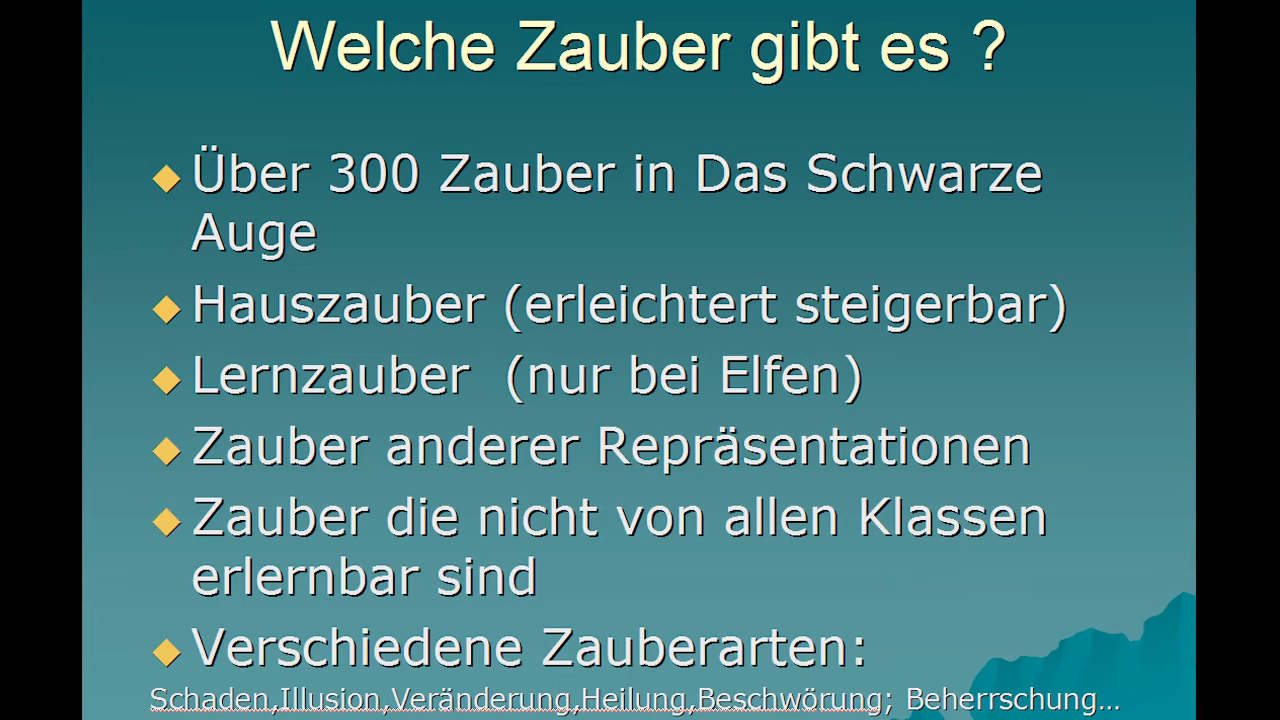 Welche Zauber gibt es ?
Über 300 Zauber in Das Schwarze
Auge
Hauszauber (erleichtert steigerbar)
Lernzauber (nur bei Elfen)
Zauber anderer Repräsentationen
Zauber die nicht von allen Klassen
erlernbar sind
Verschiedene Zauberarten:
Schaden,Illusion,Veränderung,Heilung,Beschwörung; Beherrschung...